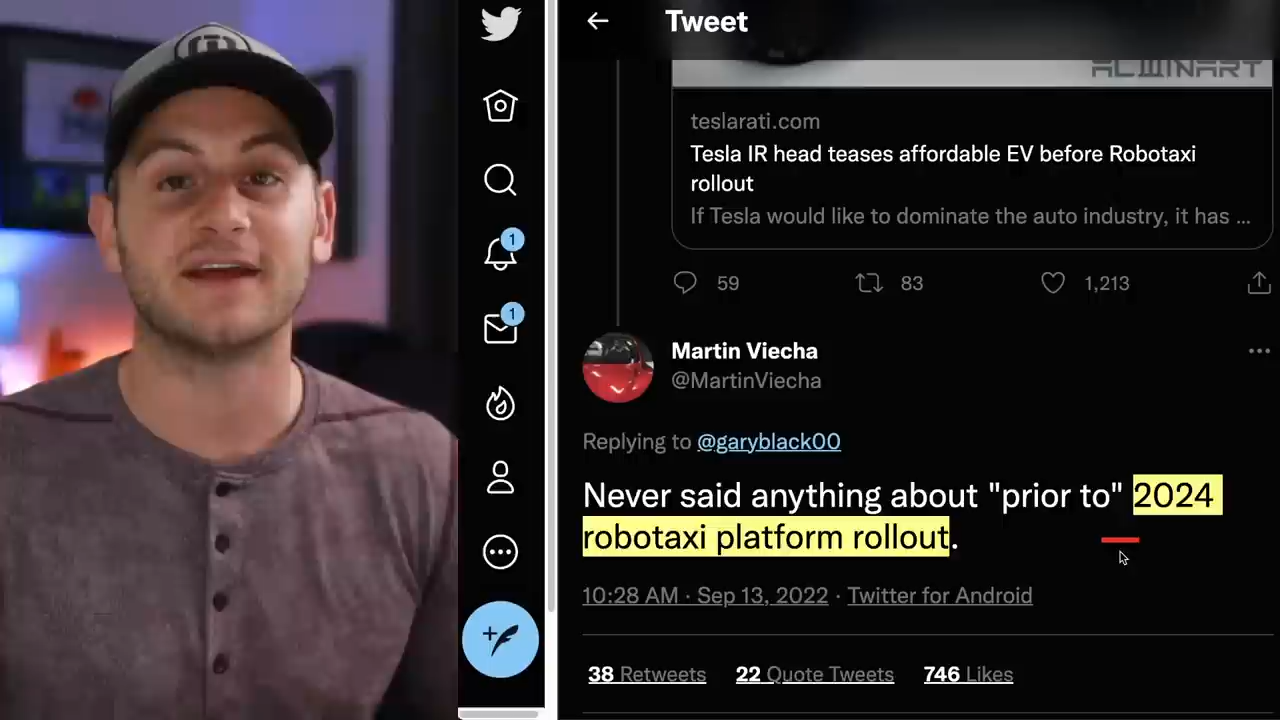 Tweet
ALWINART
teslarati.com
Tesla IR head teases affordable EV before Robotaxi
rollout
If Tesla would like to dominate the auto industry, it has ...
59
83
1,213
1
1
Martin Viecha
@MartinViecha
Replying to @garyblack00
Never said anything about "prior to" 2024
robotaxi platform rollout.
10:28 AM · Sep 13, 2022 · Twitter for Android
38 Retweets
22 Quote Tweets
746 Likes